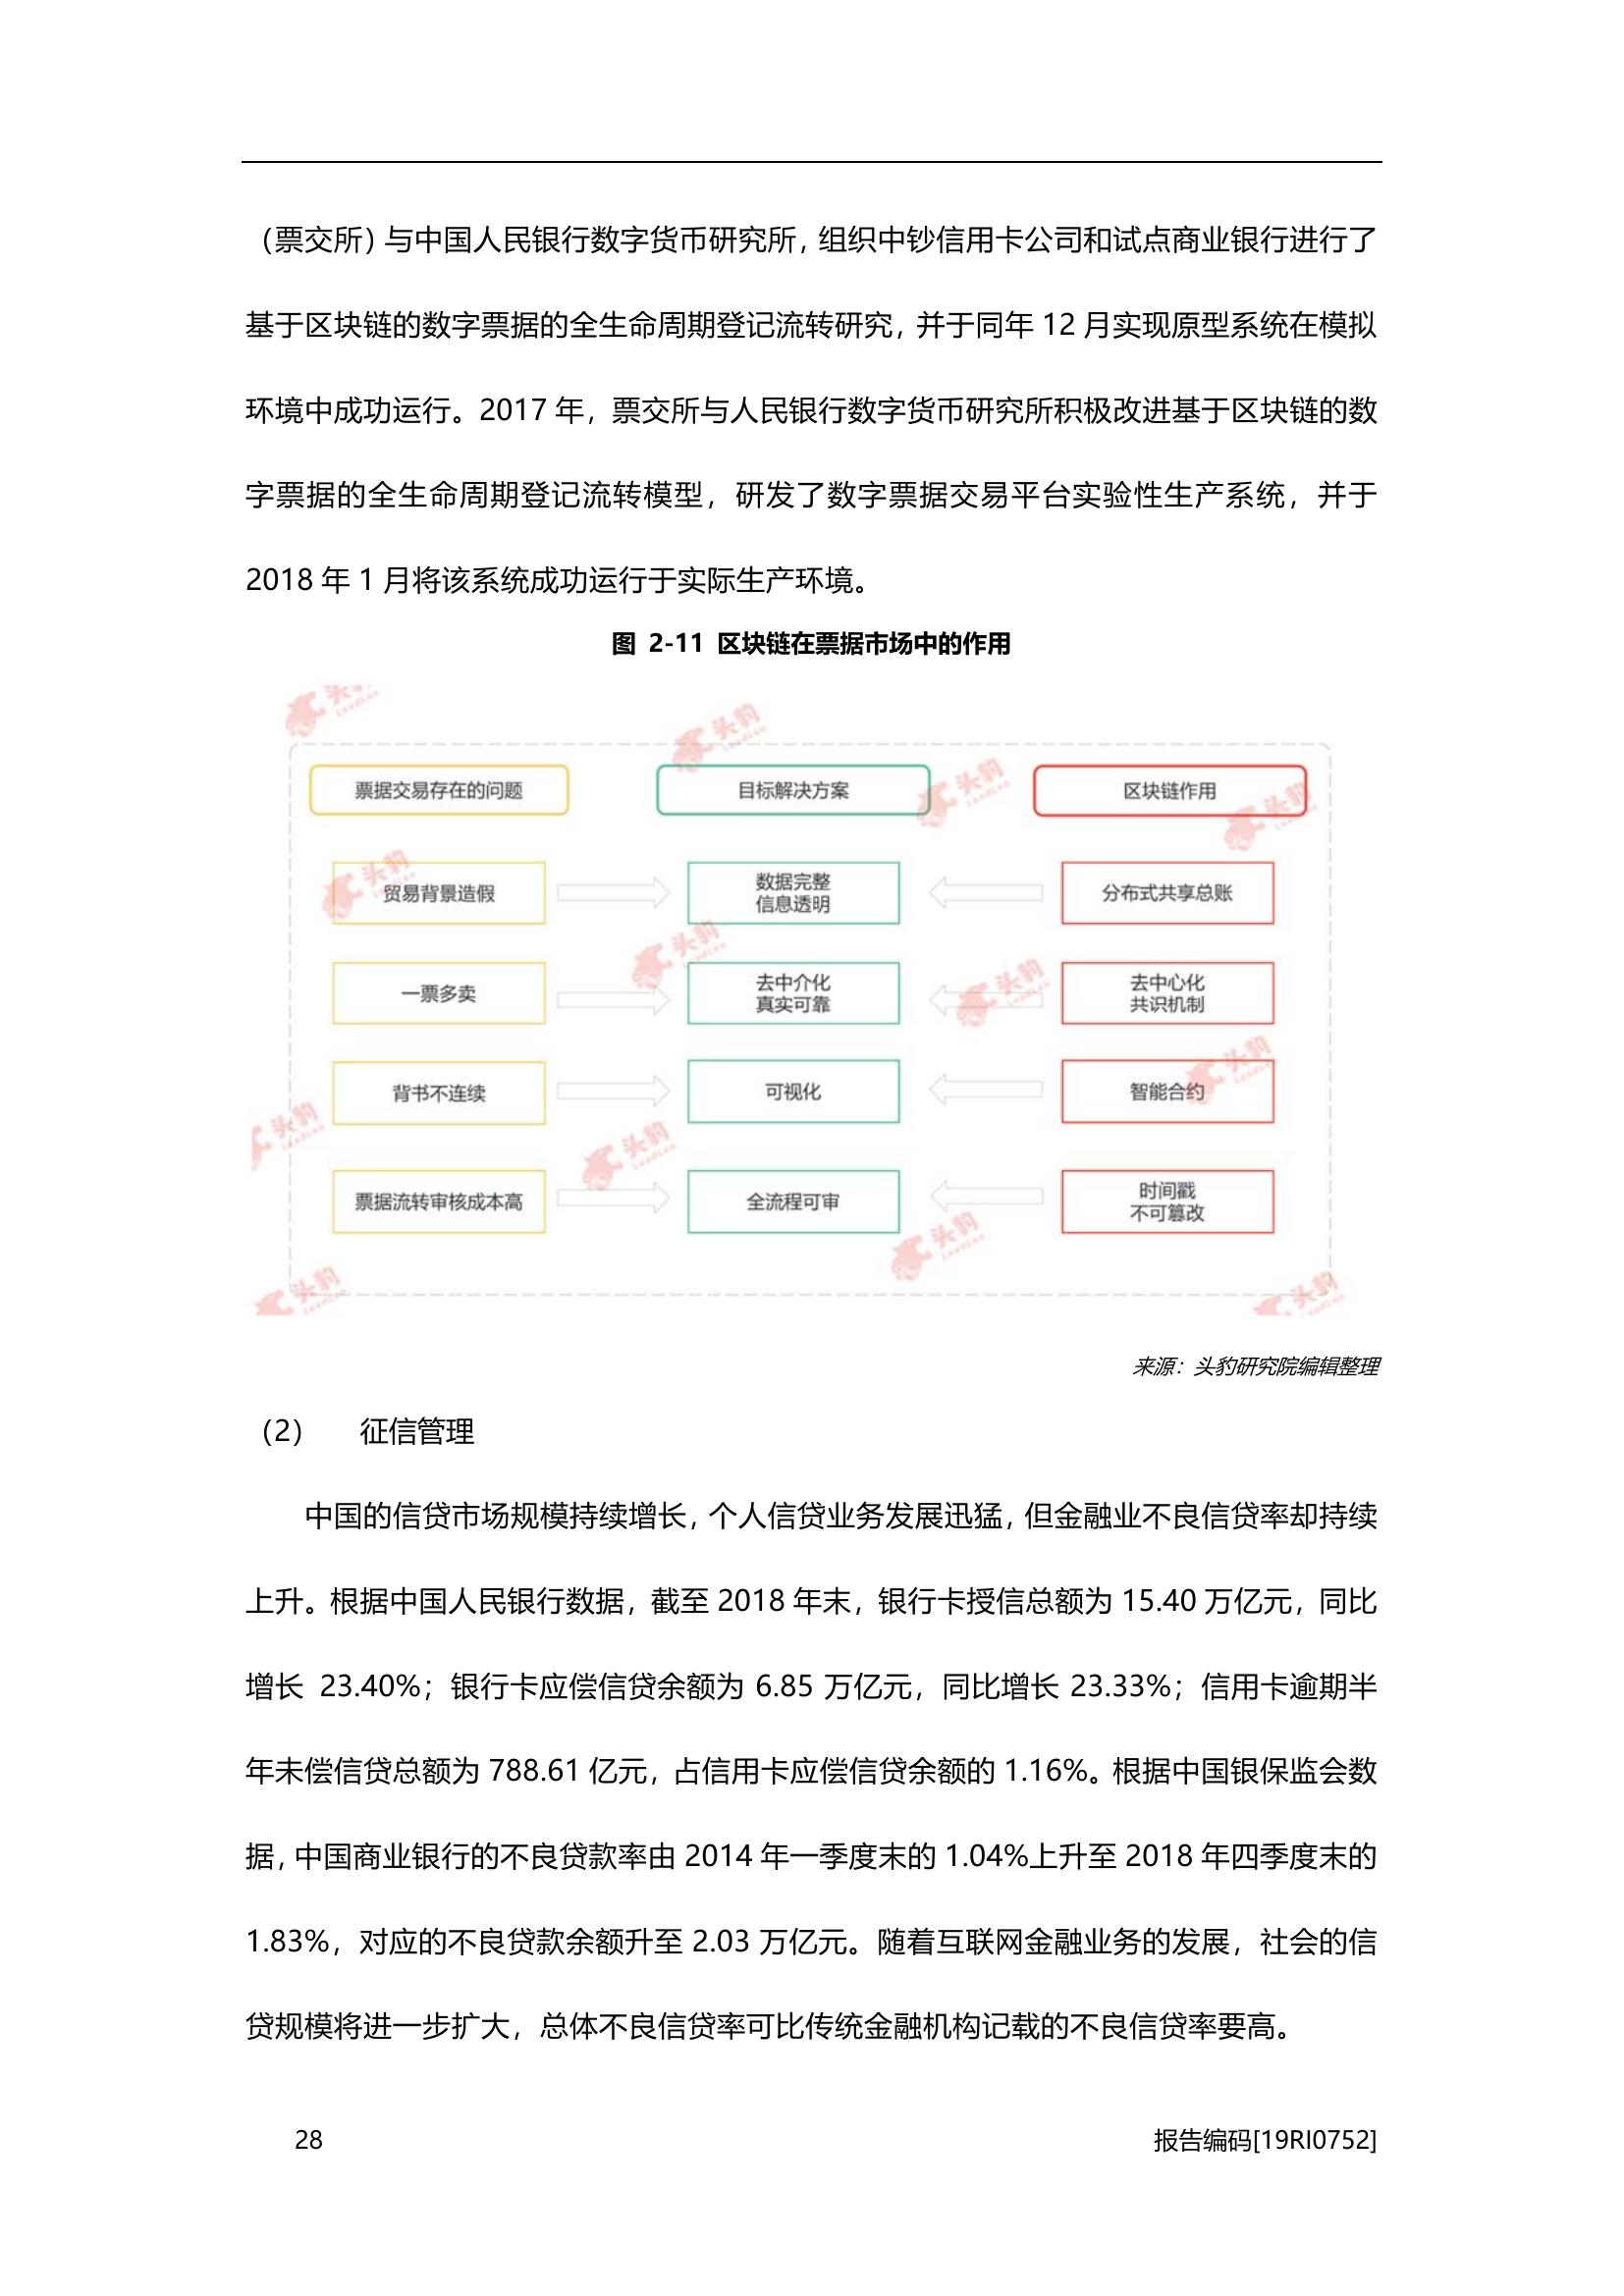 （票交所）与中国人民银行数字货币研究所，组织中钞信用卡公司和试点商业银行进行了
基于区块链的数字票据的全生命周期登记流转研究，并于同年 12 月实现原型系统在模拟
环境中成功运行。2017 年，票交所与人民银行数字货币研究所积极改进基于区块链的数
字票据的全生命周期登记流转模型，研发了数字票据交易平台实验性生产系统，并于
2018 年 1 月将该系统成功运行于实际生产环境。
图 2-11 区块链在票据市场中的作用
票据交易存在的问题 目标解决方案 区块链作用
贸易背景造假 数据完整 信息透明 分布式共享总账
一票多卖 去中介化 真实可靠 去中心化 共识机制
背书不连续 可视化 智能合约
票据流转审核成本高 全流程可审 时间戳 不可篡改
头豹 LeadLeo
来源：头豹研究院编辑整理
（2） 征信管理
中国的信贷市场规模持续增长，个人信贷业务发展迅猛，但金融业不良信贷率却持续
上升。根据中国人民银行数据，截至 2018 年末，银行卡授信总额为 15.40 万亿元，同比
增长 23.40%；银行卡应偿信贷余额为 6.85 万亿元，同比增长 23.33%；信用卡逾期半
年未偿信贷总额为 788.61 亿元，占信用卡应偿信贷余额的 1.16%。根据中国银保监会数
据，中国商业银行的不良贷款率由 2014 年一季度末的 1.04%上升至 2018 年四季度末的
1.83%，对应的不良贷款余额升至 2.03 万亿元。随着互联网金融业务的发展，社会的信
贷规模将进一步扩大，总体不良信贷率可比传统金融机构记载的不良信贷率要高。
28 报告编码[19RI0752]